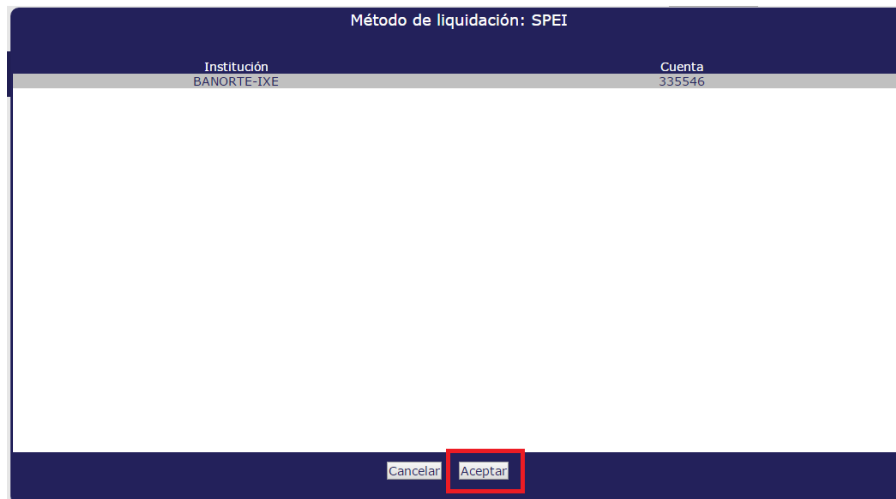 Método de liquidación: SPEI
Institución Cuenta
BANORTE-IXE 335546
Cancelar Aceptar